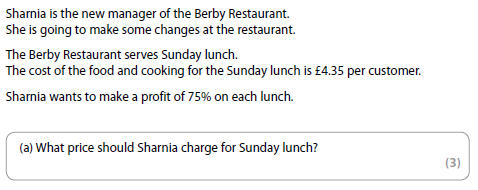 Sharnia is the new manager of the Berby Restaurant.
She is going to make some changes at the restaurant.
The Berby Restaurant serves Sunday lunch.
The cost of the food and cooking for the Sunday lunch is £4.35 per customer.
Sharnia wants to make a profit of 75% on each lunch.
(a) What price should Sharnia charge for Sunday lunch?
(3)